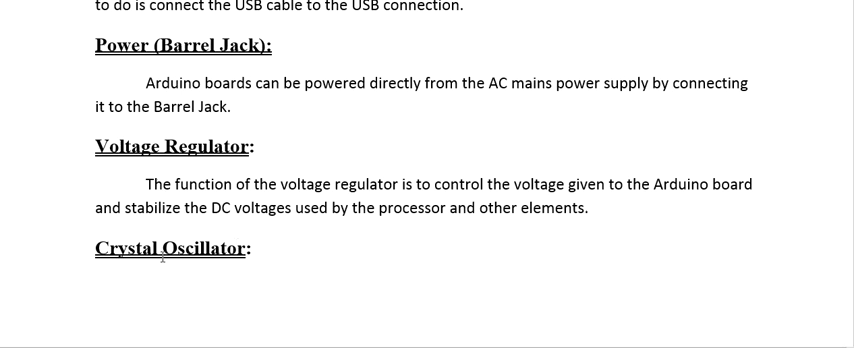 to do is connect the USB cable to the USB connection.
Power (Barrel Jack):
Arduino boards can be powered directly from the AC mains power supply by connecting
it to the Barrel Jack.
Voltage Regulator:
The function of the voltage regulator is to control the voltage given to the Arduino board
and stabilize the DC voltages used by the processor and other elements.
Crystal Oscillator: